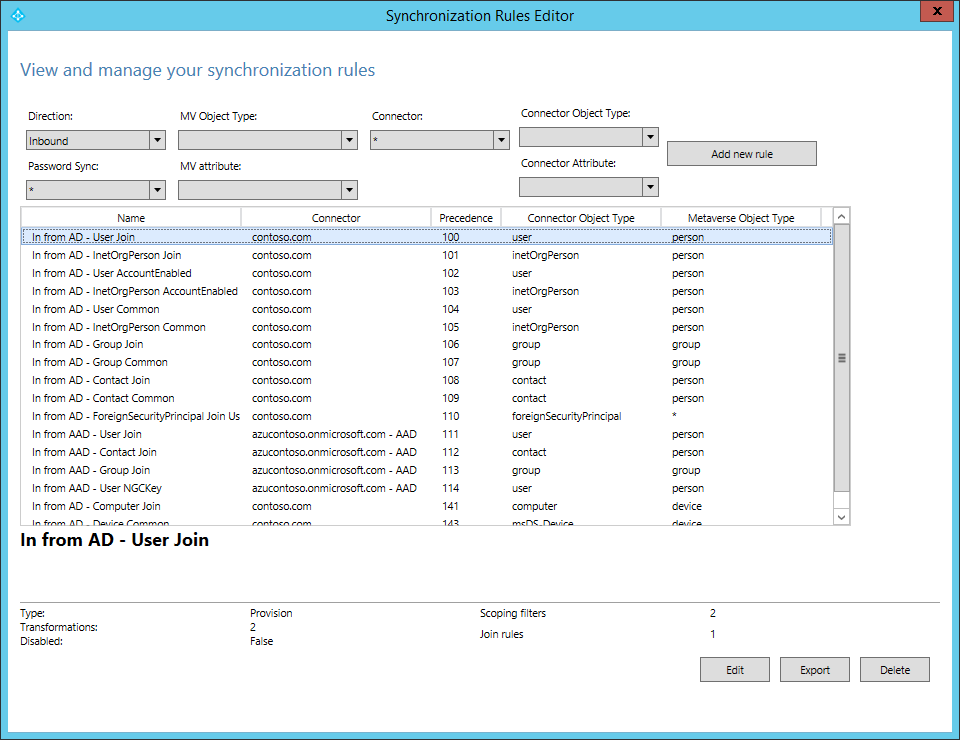 Synchronization Rules Editor
X
View and manage your synchronization rules
Direction: MV Object Type: Connector: Connector Object Type:
Inbound *
Add new rule
Password Sync: MV attribute: Connector Attribute:
*
Name Connector Precedence Connector Object Type Metaverse Object Type
In from AD - User Join contoso.com 100 user person
In from AD - InetOrgPerson Join contoso.com 101 inetOrgPerson person
In from AD - User AccountEnabled contoso.com 102 user person
In from AD - InetOrgPerson AccountEnabled contoso.com 103 inetOrgPerson person
In from AD - User Common contoso.com 104 user person
In from AD - InetOrgPerson Common contoso.com 105 inetOrgPerson person
In from AD - Group Join contoso.com 106 group group
In from AD - Group Common contoso.com 107 group group
In from AD - Contact Join contoso.com 108 contact person
In from AD - Contact Common contoso.com 109 contact person
In from AD - ForeignSecurityPrincipal Join Us contoso.com 110 foreignSecurityPrincipal *
In from AAD - User Join azucontoso.onmicrosoft.com - AAD 111 user person
In from AAD - Contact Join azucontoso.onmicrosoft.com - AAD 112 contact person
In from AAD - Group Join azucontoso.onmicrosoft.com - AAD 113 group group
In from AAD - User NGCKey azucontoso.onmicrosoft.com - AAD 114 user person
In from AD - Computer Join contoso.com 141 computer device
In from AD - Device Common contoso.com 143 msDS-Device device
In from AD - User Join
Type: Provision Scoping filters 2
Transformations: 2
Join rules 1
Disabled: False
Edit Export Delete